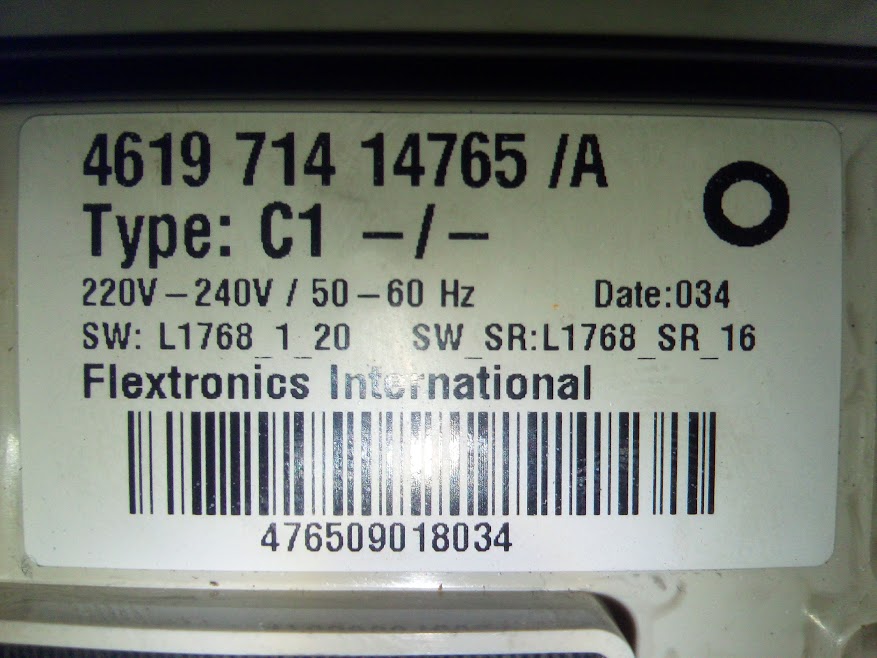 4619 714 14765 /A
Type: C1 –/–
220V – 240V / 50 – 60 Hz Date:034
SW: L1768_1_20 SW_SR:L1768_SR_16
Flextronics International
476509018034